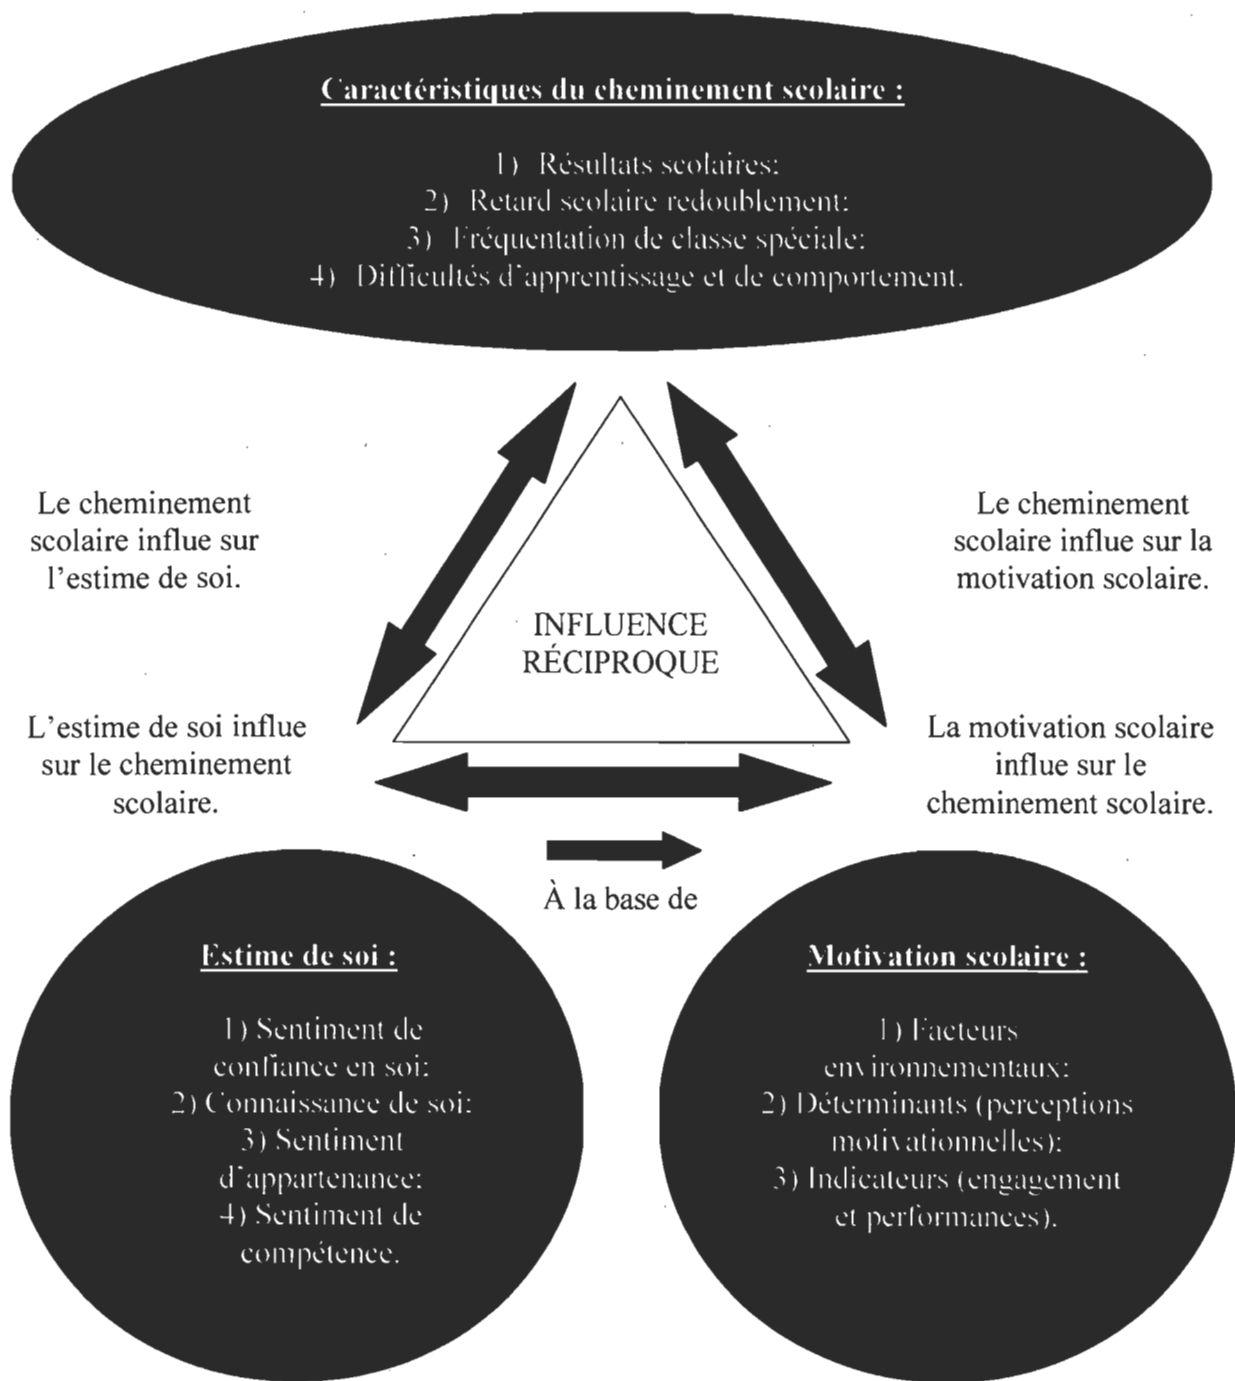 Caractéristiques du cheminement scolaire :
1) Résultats scolaires;
2) Retard scolaire redoublement;
3) Fréquentation de classe spéciale;
4) Difficultés d'apprentissage et de comportement.
Le cheminement
scolaire influe sur
l'estime de soi.
Le cheminement
scolaire influe sur la
motivation scolaire.
INFLUENCE
RÉCIPROQUE
L'estime de soi influe
sur le cheminement
scolaire.
La motivation scolaire
influe sur le
cheminement scolaire.
À la base de
Estime de soi :
1) Sentiment de
confiance en soi;
2) Connaissance de soi;
3) Sentiment
d'appartenance;
4) Sentiment de
compétence.
Motivation scolaire :
1) Facteurs
environnementaux;
2) Déterminants (perceptions
motivationnelles);
3) Indicateurs (engagement
et performances).